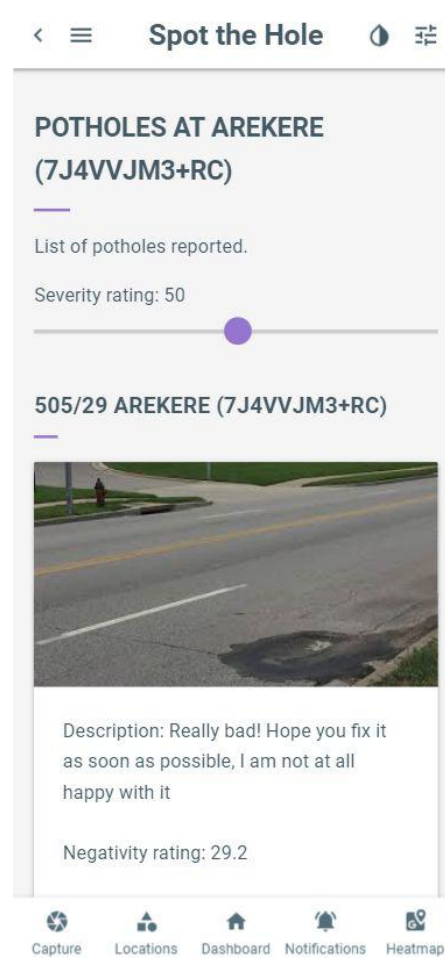 Spot the Hole
POTHOLES AT AREKERE
(7J4VVJM3+RC)
List of potholes reported.
Severity rating: 50
505/29 AREKERE (7J4VVJM3+RC)
Description: Really bad! Hope you fix it
as soon as possible, I am not at all
happy with it
Negativity rating: 29.2
Capture Locations Dashboard Notifications Heatmap